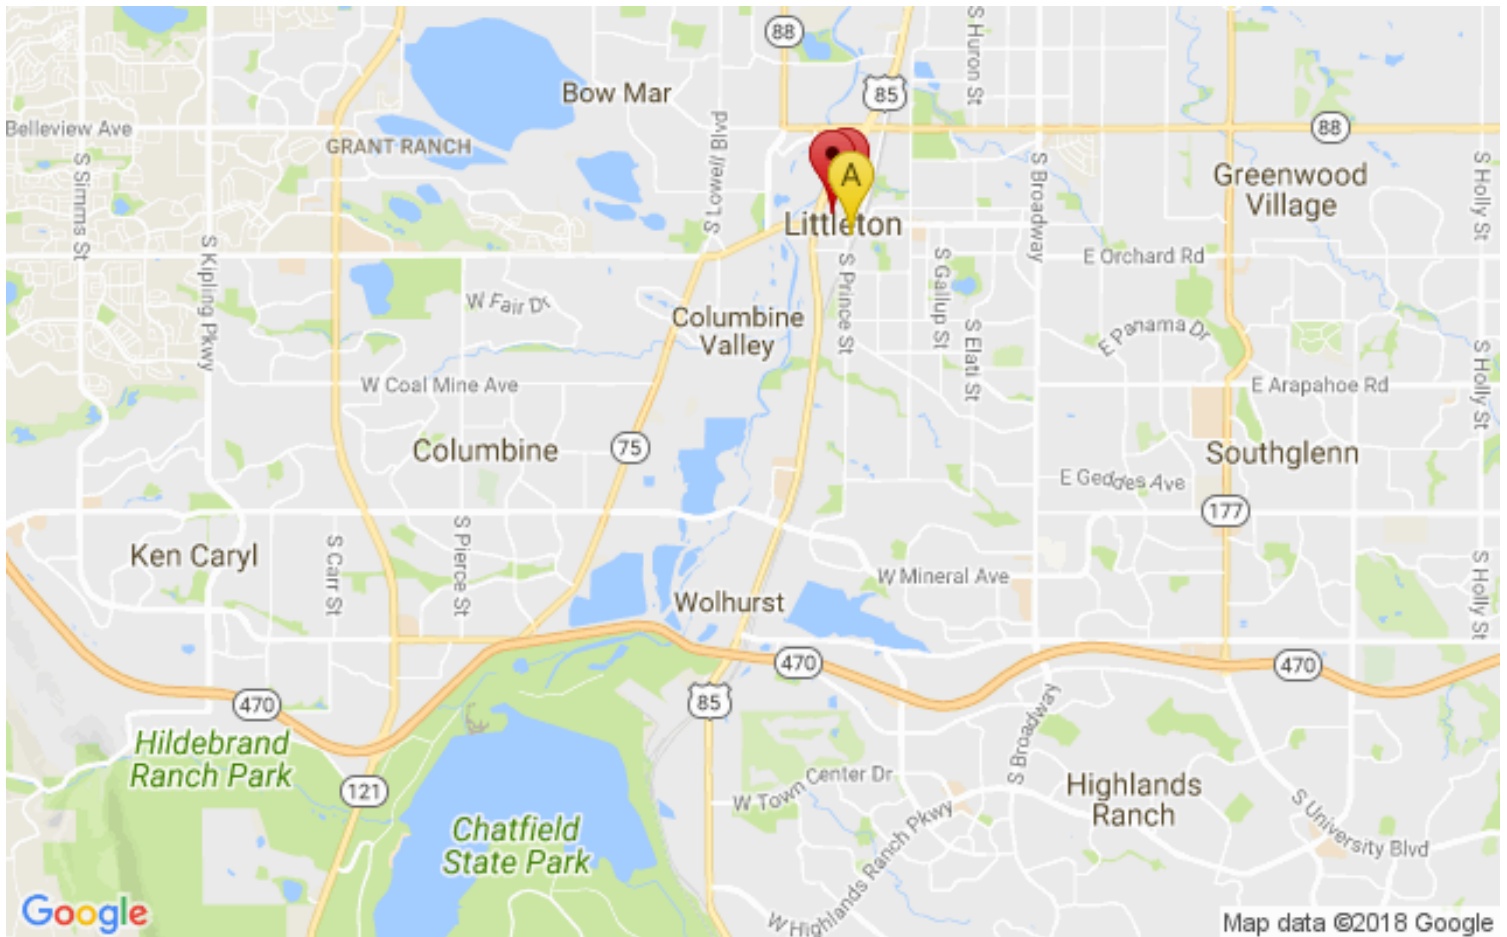 88
S Huron St
85
Bow Mar
Belleview Ave
GRANT RANCH
S Lowell Blvd
88
S Simms St
S Broadway
S Holly St
A
Greenwood
Village
Littleton
S Kipling Pkwy
S Prince St
S Gallup St
E Orchard Rd
W Fair Dr
Columbine
Valley
S Elati St
E Panama Dr
S Holly St
W Coal Mine Ave
E Arapahoe Rd
Columbine
75
Southglenn
E Geddes Ave
177
Ken Caryl
S Carr St
S Pierce St
W Mineral Ave
S Holly St
Wolhurst
470
470
470
85
Hildebrand
Ranch Park
S Broadway
121
W Town Center Dr
Highlands
Ranch
S University Blvd
Chatfield
State Park
W Highlands Ranch Pkwy
Google
Map data ©2018 Google